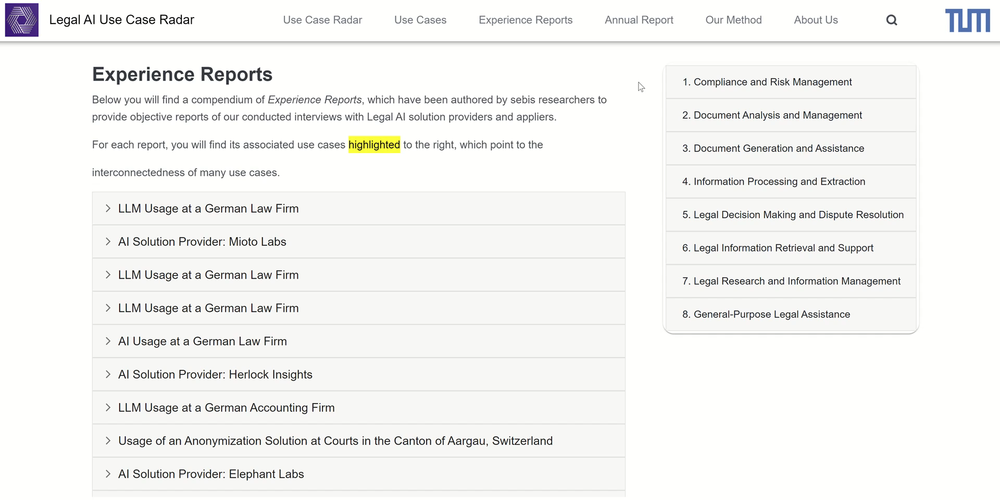 Legal AI Use Case Radar
Use Case Radar
Use Cases
Experience Reports
Annual Report
Our Method
About Us
TUM
Experience Reports
Below you will find a compendium of Experience Reports, which have been authored by sebis researchers to
provide objective reports of our conducted interviews with Legal AI solution providers and appliers.
For each report, you will find its associated use cases highlighted to the right, which point to the
interconnectedness of many use cases.
LLM Usage at a German Law Firm
AI Solution Provider: Mioto Labs
LLM Usage at a German Law Firm
LLM Usage at a German Law Firm
AI Usage at a German Law Firm
AI Solution Provider: Herlock Insights
LLM Usage at a German Accounting Firm
Usage of an Anonymization Solution at Courts in the Canton of Aargau, Switzerland
AI Solution Provider: Elephant Labs
1. Compliance and Risk Management
2. Document Analysis and Management
3. Document Generation and Assistance
4. Information Processing and Extraction
5. Legal Decision Making and Dispute Resolution
6. Legal Information Retrieval and Support
7. Legal Research and Information Management
8. General-Purpose Legal Assistance